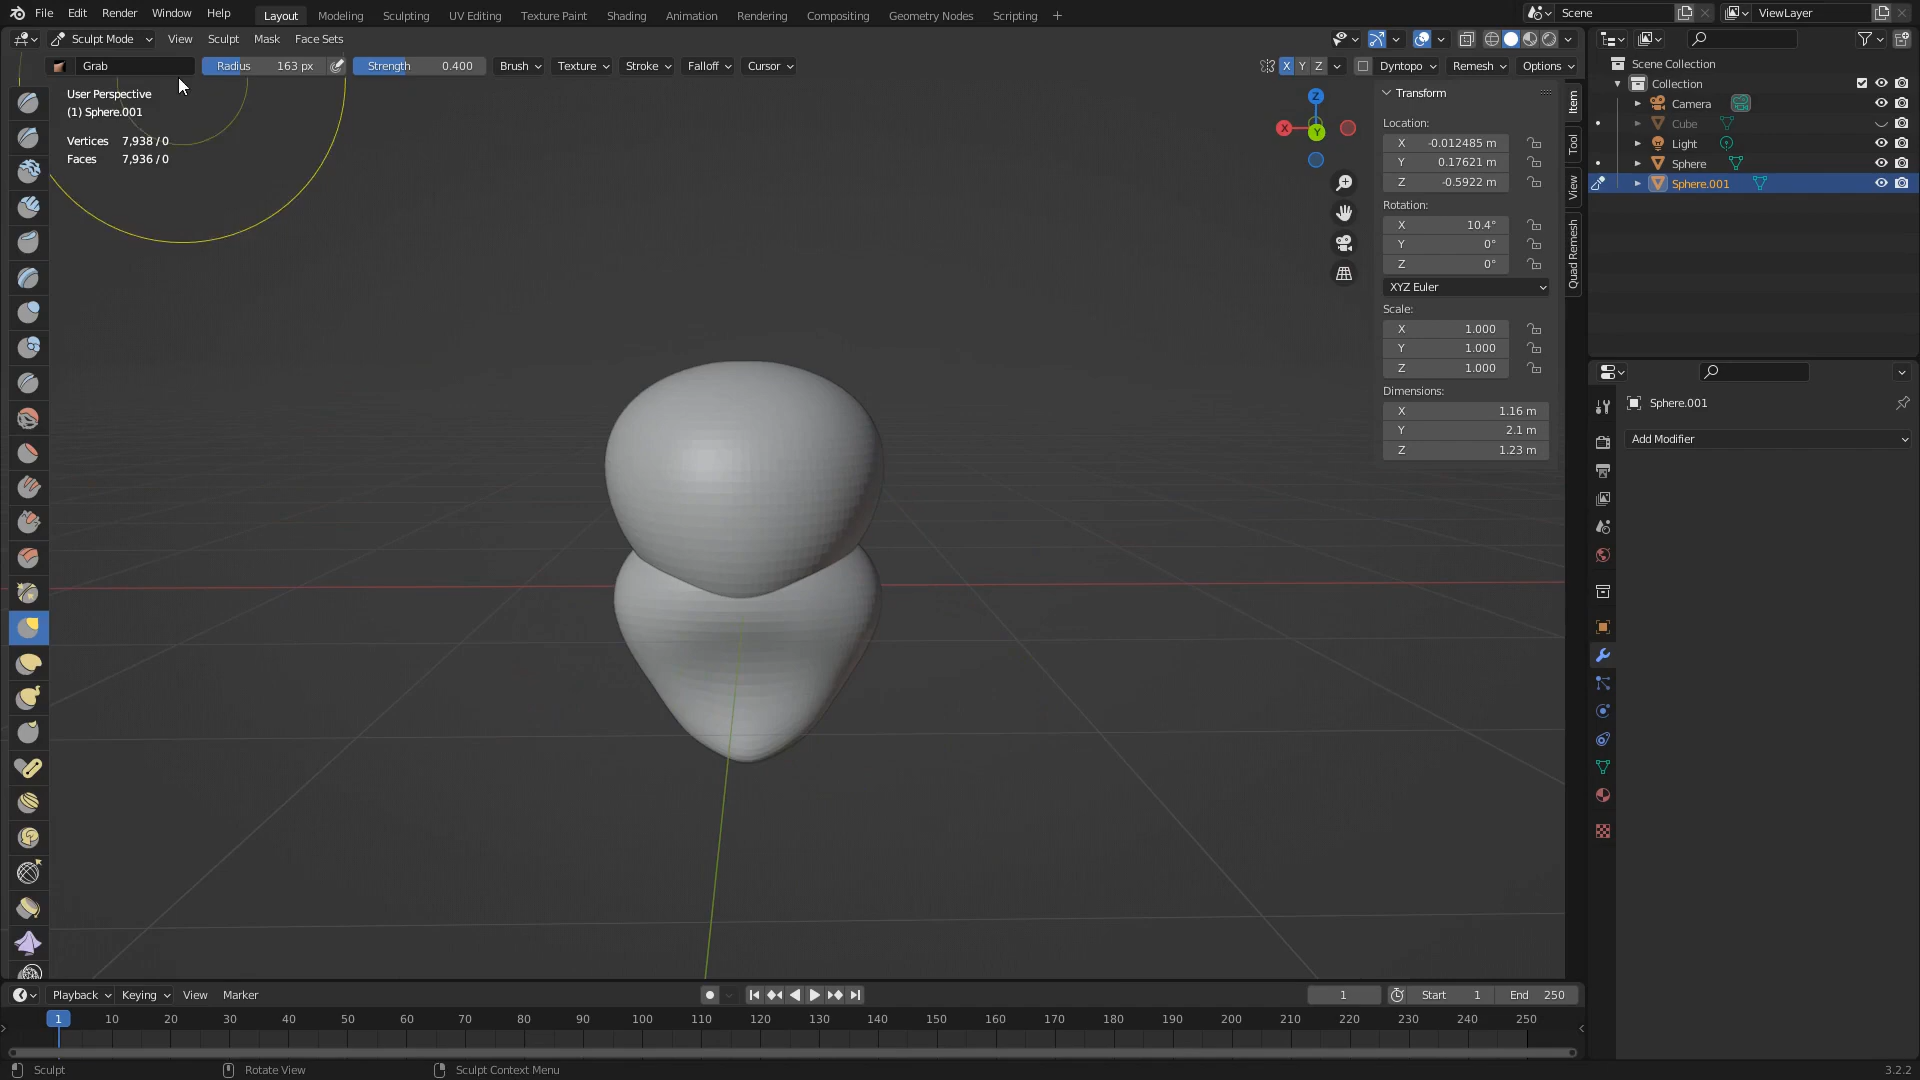 File Edit Render Window Help Layout Modeling Sculpting UV Editing Texture Paint Shading Animation Rendering Compositing Geometry Nodes Scripting + Scene ViewLayer
Sculpt Mode View Sculpt Mask Face Sets
Grab Radius 163 px Strength 0.400 Brush Texture Stroke Falloff Cursor X Y Z Dyntopo Remesh Options
User Perspective
(1) Sphere.001
Vertices 7,938 / 0
Faces 7,936 / 0
Z
X
Y
Transform
Location:
X -0.012485 m
Y 0.17621 m
Z -0.5922 m
Rotation:
X 10.4°
Y 0°
Z 0°
XYZ Euler
Scale:
X 1.000
Y 1.000
Z 1.000
Dimensions:
X 1.16 m
Y 2.1 m
Z 1.23 m
Item
Tool
View
Quad Remesh
Scene Collection
Collection
Camera
Cube
Light
Sphere
Sphere.001
Sphere.001
Add Modifier
Playback Keying View Marker 1 Start 1 End 250
1 10 20 30 40 50 60 70 80 90 100 110 120 130 140 150 160 170 180 190 200 210 220 230 240 250
Sculpt Rotate View Sculpt Context Menu 3.2.2